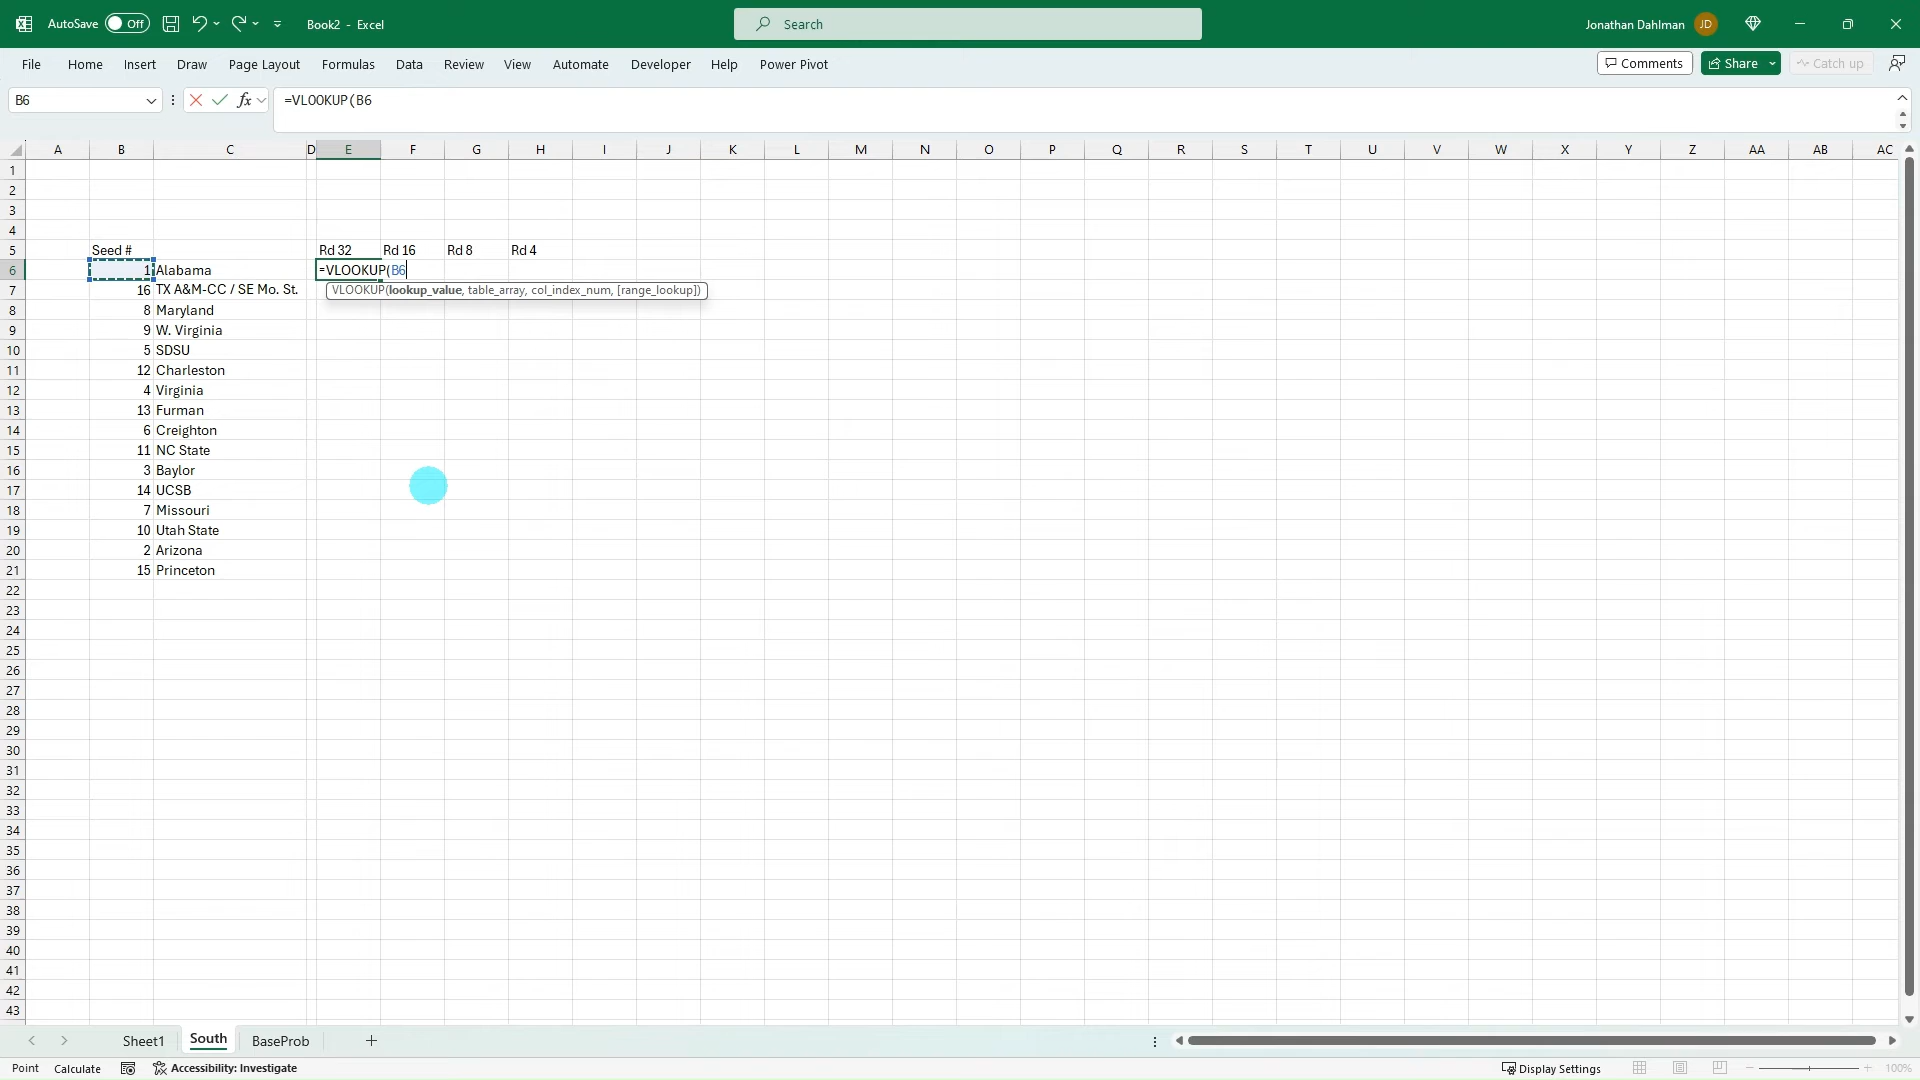 AutoSave Off Book2 - Excel Search Jonathan Dahlman JD
File Home Insert Draw Page Layout Formulas Data Review View Automate Developer Help Power Pivot Comments Share Catch up
B6 fx =VLOOKUP(B6
A B C D E F G H I J K L M N O P Q R S T U V W X Y Z AA AB AC
1
2
3
4
5 Seed # Rd 32 Rd 16 Rd 8 Rd 4
6 1 Alabama =VLOOKUP(B6
7 16 TX A&M-CC / SE Mo. St. VLOOKUP(lookup_value, table_array, col_index_num, [range_lookup])
8 8 Maryland
9 9 W. Virginia
10 5 SDSU
11 12 Charleston
12 4 Virginia
13 13 Furman
14 6 Creighton
15 11 NC State
16 3 Baylor
17 14 UCSB
18 7 Missouri
19 10 Utah State
20 2 Arizona
21 15 Princeton
22
23
24
25
26
27
28
29
30
31
32
33
34
35
36
37
38
39
40
41
42
43
Sheet1 South BaseProb +
Point Calculate Accessibility: Investigate Display Settings 100%